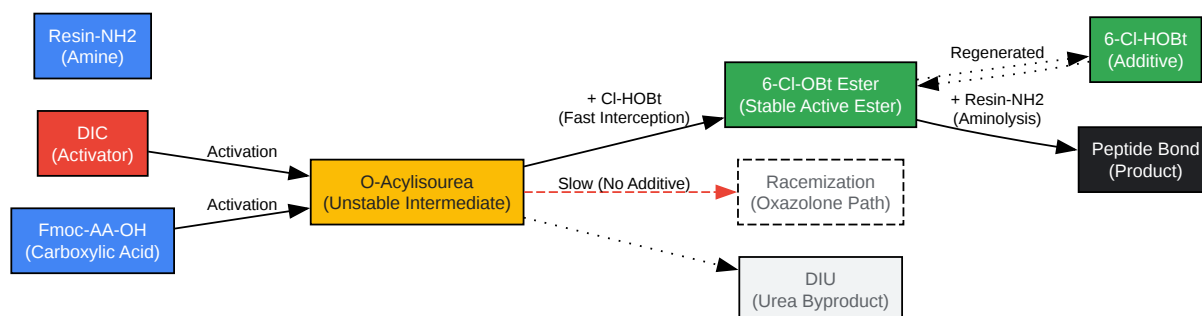 Resin-NH2
(Amine)
DIC
(Activator)
Fmoc-AA-OH
(Carboxylic Acid)
Activation
Activation
O-Acylisourea
(Unstable Intermediate)
+ Cl-HOBt
(Fast Interception)
Slow (No Additive)
6-Cl-OBt Ester
(Stable Active Ester)
Racemization
(Oxazolone Path)
DIU
(Urea Byproduct)
Regenerated
+ Resin-NH2
(Aminolysis)
6-Cl-HOBt
(Additive)
Peptide Bond
(Product)